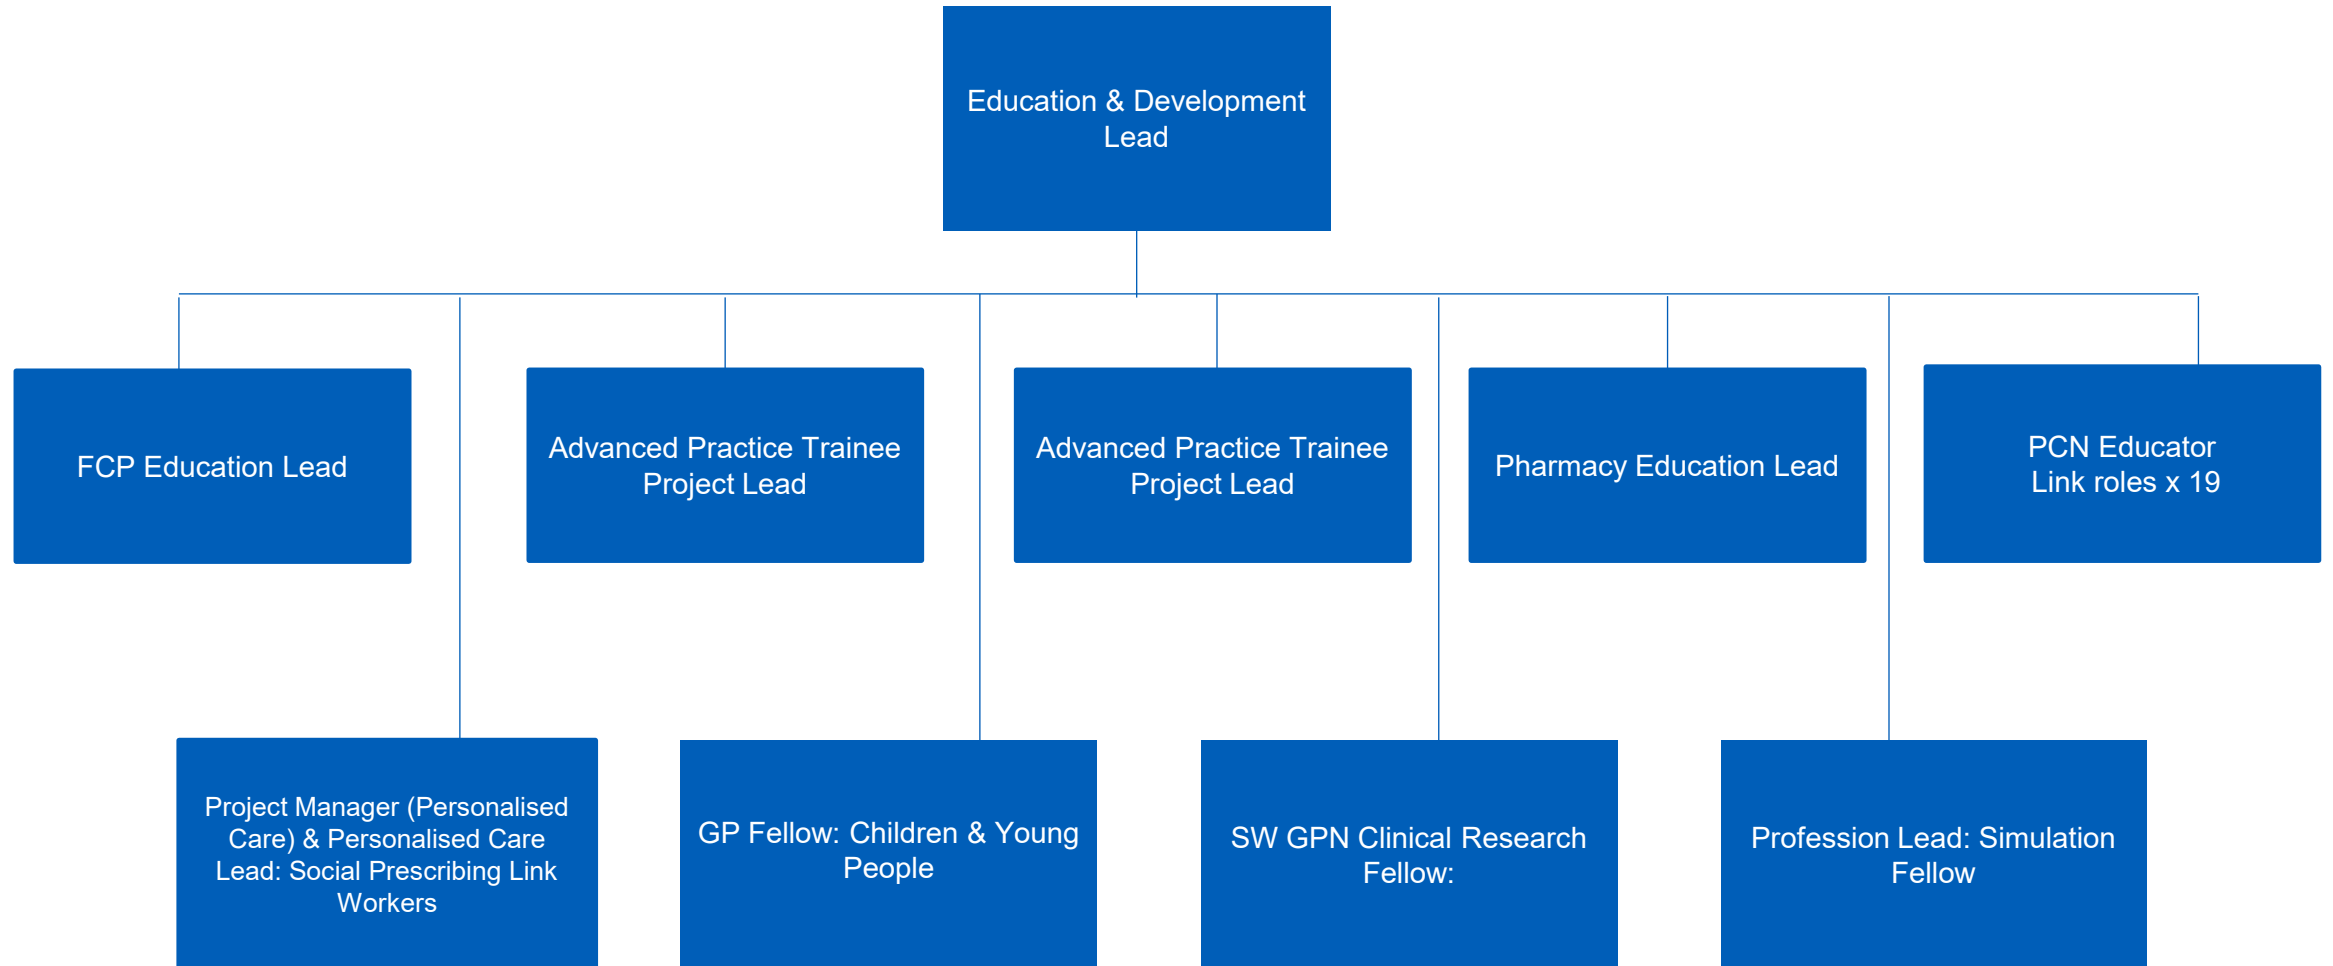 Education & Development
Lead
FCP Education Lead
Advanced Practice Trainee
Project Lead
Advanced Practice Trainee
Project Lead
Pharmacy Education Lead
PCN Educator
Link roles x 19
Project Manager (Personalised
Care) & Personalised Care
Lead: Social Prescribing Link
Workers
GP Fellow: Children & Young
People
SW GPN Clinical Research
Fellow:
Profession Lead: Simulation
Fellow